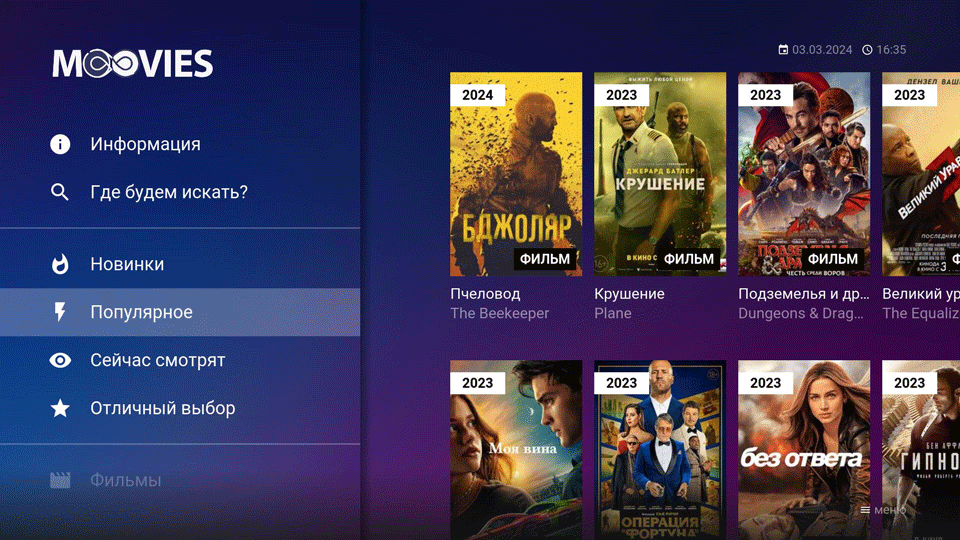 MOOVIES
03.03.2024 16:35
Информация
Где будем искать?
Новинки
Популярное
Сейчас смотрят
Отличный выбор
Фильмы
2024
БДЖОЛЯР
ФИЛЬМ
Пчеловод
The Beekeeper
ВЫЖИТЬ ЛЮБОЙ ЦЕНОЙ
2023
ДЖЕРАРД БАТЛЕР
КРУШЕНИЕ
В КИНО С
ФИЛЬМ
Крушение
Plane
2023
ПОДЗЕМЕЛЬЯ
&
ФИЛЬМ
ЧЕСТЬ СРЕДИ ВОРОВ
Подземелья и др...
Dungeons & Drag...
ДЕНЗЕЛ ВАШ
2023
ВЕЛИКИЙ УРАВ
ПОСЛЕДНЯЯ Г
Великий ур
The Equaliz
2023
Моя вина
2023
ОПЕРАЦИЯ
"ФОРТУНА"
2023
без ответа
2023
БЕН АФФЛ
ГИПНО
меню